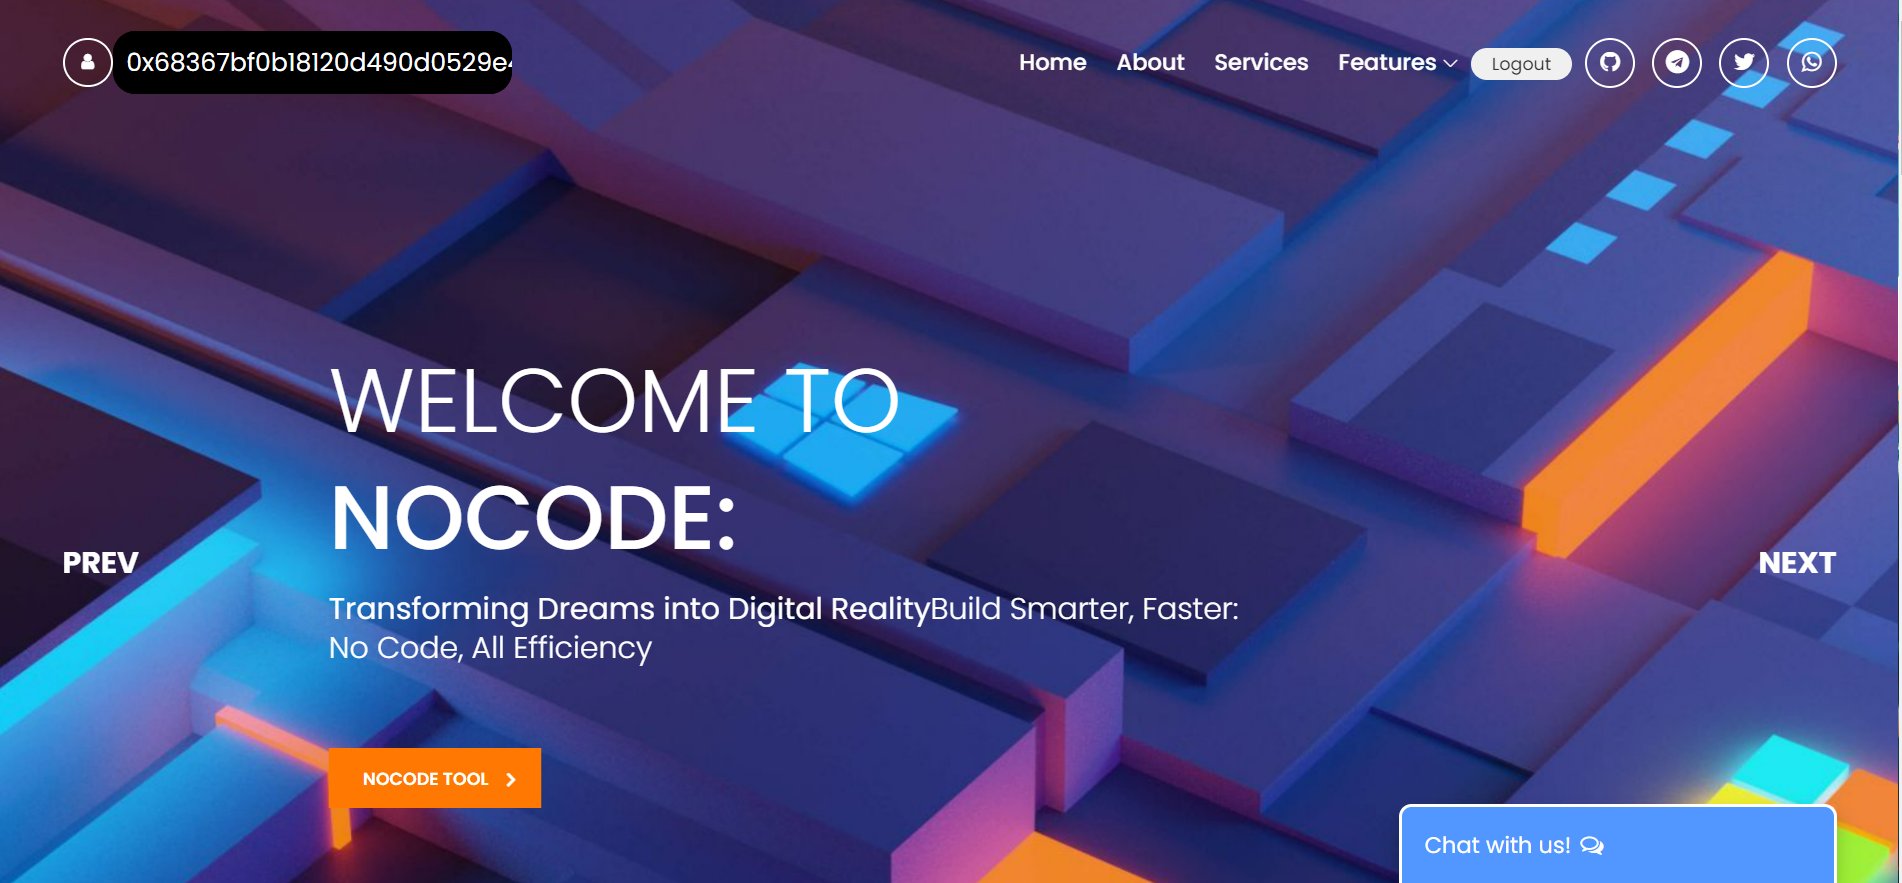 0x68367bf0b18120d490d0529e
Home About Services Features Logout
WELCOME TO
NOCODE:
PREV
NEXT
Transforming Dreams into Digital RealityBuild Smarter, Faster:
No Code, All Efficiency
NOCODE TOOL
Chat with us!